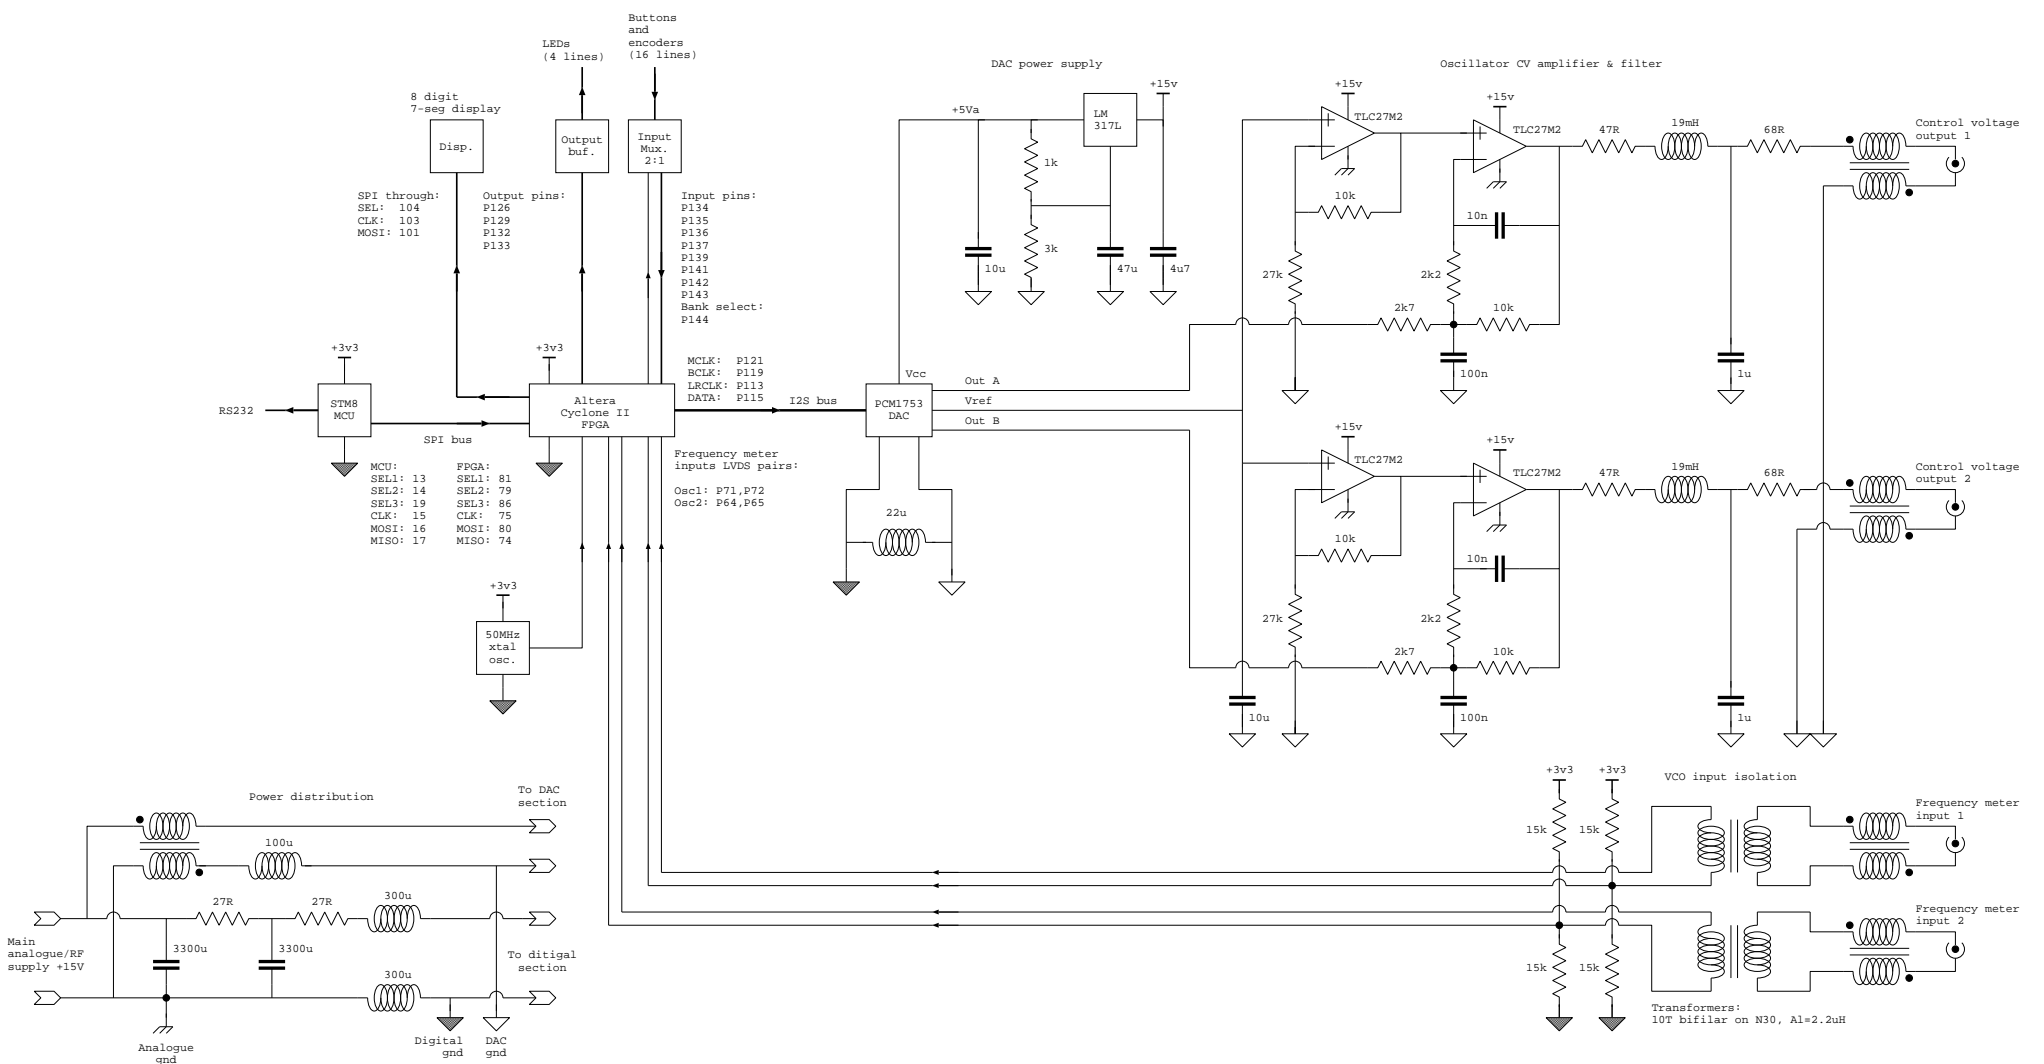 Buttons
and
encoders
(16 lines)
LEDs
(4 lines)
8 digit
7-seg display
Disp.
Output
buf.
Input
Mux.
2:1
SPI through:
SEL: 104
CLK: 103
MOSI: 101
Output pins:
P126
P129
P132
P133
Input pins:
P134
P135
P136
P137
P139
P141
P142
P143
Bank select:
P144
DAC power supply
+15v
+5Va
LM
317L
1k
3k
10u
47u
4u7
Oscillator CV amplifier & filter
+15v
TLC27M2
+15v
TLC27M2
47R
19mH
68R
Control voltage
output 1
10k
10n
27k
2k2
2k7
10k
100n
1u
+3v3
STM8
MCU
RS232
SPI bus
+3v3
Altera
Cyclone II
FPGA
MCLK: P121
BCLK: P119
LRCLK: P113
DATA: P115
I2S bus
Vcc
PCM1753
DAC
Out A
Vref
Out B
MCU:
SEL1: 13
SEL2: 14
SEL3: 19
CLK: 15
MOSI: 16
MISO: 17
FPGA:
SEL1: 81
SEL2: 79
SEL3: 86
CLK: 75
MOSI: 80
MISO: 74
Frequency meter
inputs LVDS pairs:
Osc1: P71,P72
Osc2: P64,P65
22u
+15v
TLC27M2
+15v
TLC27M2
47R
19mH
68R
Control voltage
output 2
10k
10n
27k
2k2
2k7
10k
10u
100n
1u
+3v3
50MHz
xtal
osc.
Power distribution
To DAC
section
100u
27R
27R
300u
Main
analogue/RF
supply +15V
3300u
3300u
300u
To ditigal
section
Analogue
gnd
Digital
gnd
DAC
gnd
+3v3
+3v3
VCO input isolation
15k
15k
Frequency meter
input 1
Frequency meter
input 2
15k
15k
Transformers:
10T bifilar on N30, Al=2.2uH